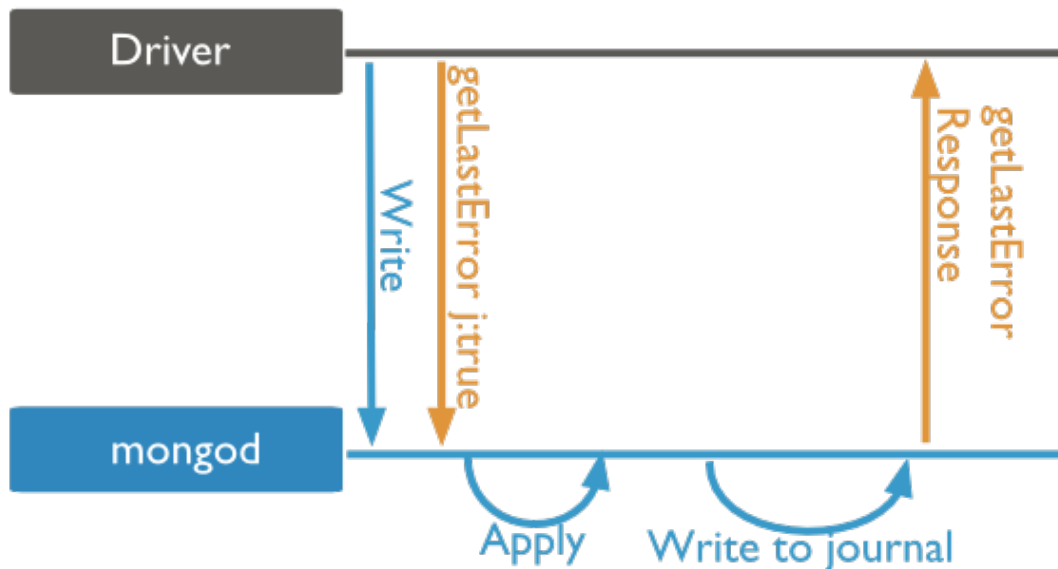 Driver
Write
getLastError j:true
getLastError
Response
mongod
Apply
Write to journal